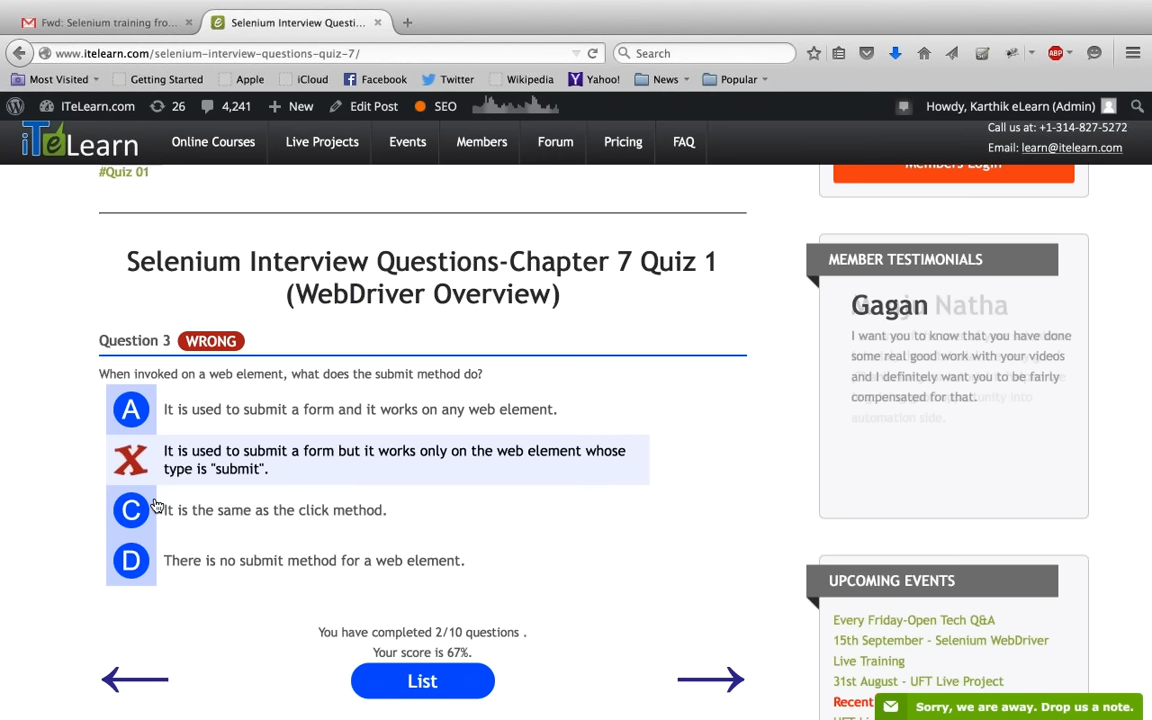 Fwd: Selenium training fro...
Selenium Interview Questi...
www.itelearn.com/selenium-interview-questions-quiz-7/
Search
ABP
Most Visited
Getting Started
Apple
iCloud
Facebook
Twitter
Wikipedia
Yahoo!
News
Popular
ITeLearn.com
26
4,241
New
Edit Post
SEO
Howdy, Karthik eLearn (Admin)
iTeLearn
Online Courses
Live Projects
Events
Members
Forum
Pricing
FAQ
Call us at: +1-314-827-5272
Email: learn@itelearn.com
#Quiz 01
Members Login
Selenium Interview Questions-Chapter 7 Quiz 1
(WebDriver Overview)
Question 3 WRONG
When invoked on a web element, what does the submit method do?
A It is used to submit a form and it works on any web element.
X It is used to submit a form but it works only on the web element whose
type is "submit".
C It is the same as the click method.
D There is no submit method for a web element.
You have completed 2/10 questions .
Your score is 67%.
List
MEMBER TESTIMONIALS
Gagan
Natha
I want you to know that you have done
some real good work with your videos
and I definitely want you to be fairly
compensated for that.
automation side.
UPCOMING EVENTS
Every Friday-Open Tech Q&A
15th September - Selenium WebDriver
Live Training
31st August - UFT Live Project
Recent
Sorry, we are away. Drop us a note.